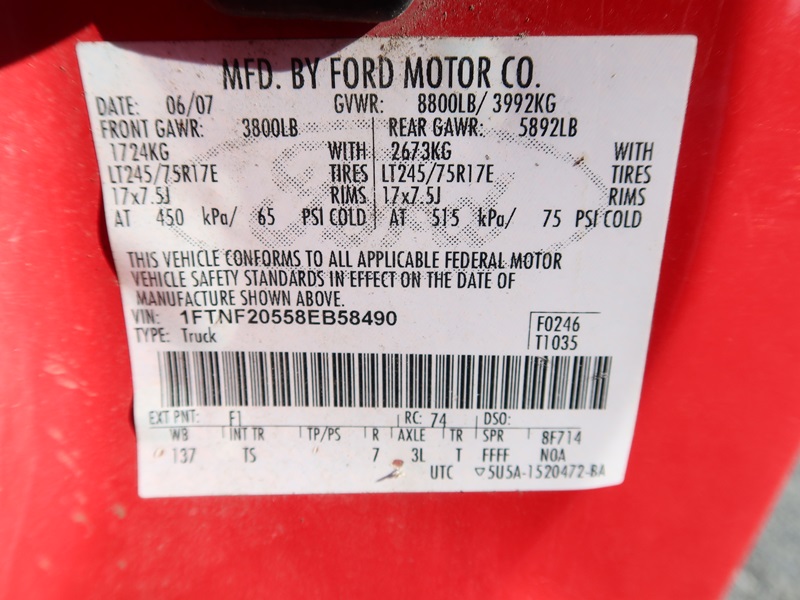 MFD. BY FORD MOTOR CO.
DATE: 06/07 GVWR: 8800LB/ 3992KG
FRONT GAWR: 3800LB REAR GAWR: 5892LB
1724KG WITH 2673KG WITH
LT245/75R17E TIRES LT245/75R17E TIRES
17x7.5J RIMS 17x7.5J RIMS
AT 450 kPa/ 65 PSI COLD AT 515 kPa/ 75 PSI COLD
THIS VEHICLE CONFORMS TO ALL APPLICABLE FEDERAL MOTOR
VEHICLE SAFETY STANDARDS IN EFFECT ON THE DATE OF
MANUFACTURE SHOWN ABOVE.
VIN: 1FTNF20558EB58490 F0246
TYPE: Truck T1035
EXT PNT: F1 RC: 74 DSO:
WB INT TR TP/PS R AXLE TR SPR 8F714
137 TS 7 3L T FFFF NOA
UTC ▽5U5A-1520472-BA